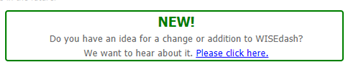 NEW!
Do you have an idea for a change or addition to WISEdash?
We want to hear about it. Please click here.